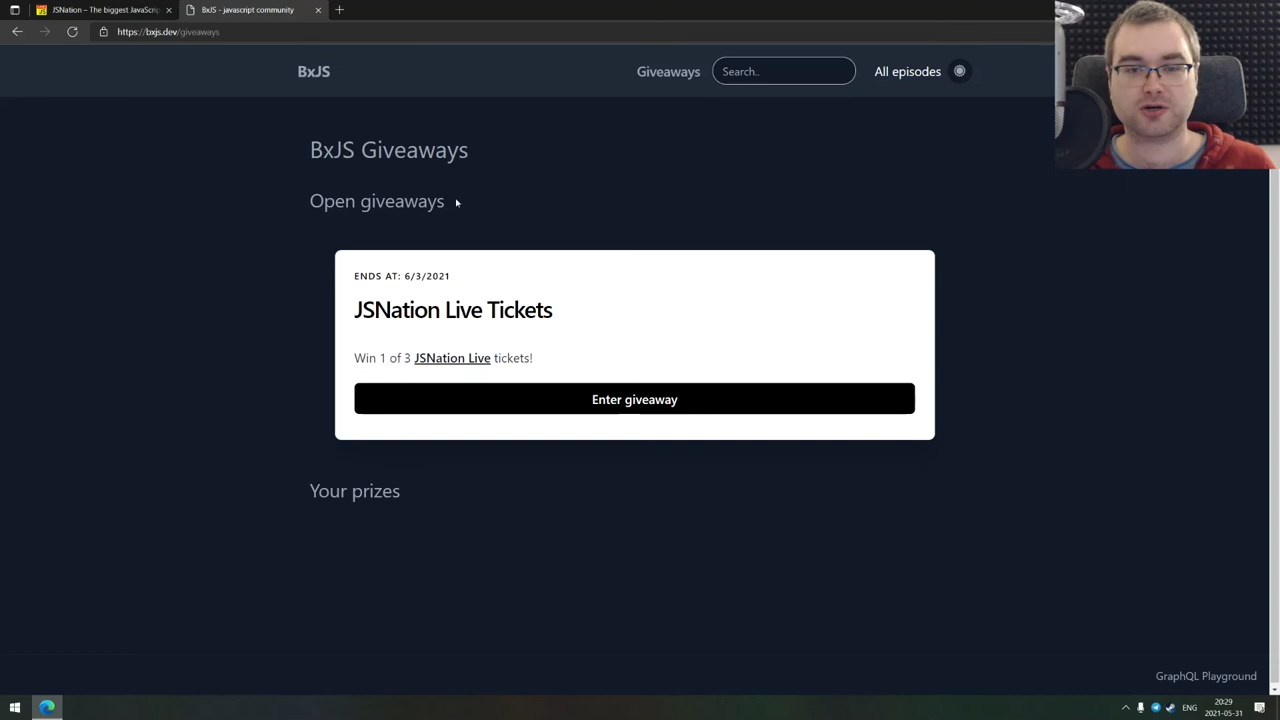 JSNation – The biggest JavaScrip
BxJS - javascript community
https://bxjs.dev/giveaways
BxJS
Giveaways
Search..
All episodes
BxJS Giveaways
Open giveaways
ENDS AT: 6/3/2021
JSNation Live Tickets
Win 1 of 3 JSNation Live tickets!
Enter giveaway
Your prizes
GraphQL Playground
ENG
20:29
2021-05-31